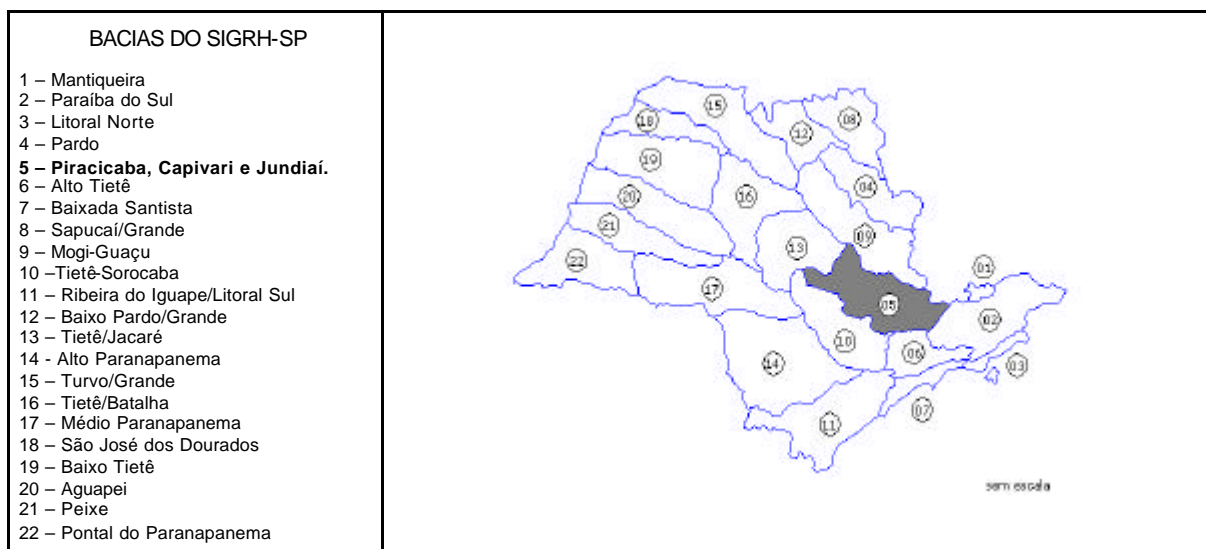 BACIAS DO SIGRH-SP
1 – Mantiqueira
2 – Paraíba do Sul
3 – Litoral Norte
4 – Pardo
5 – Piracicaba, Capivari e Jundiaí.
6 – Alto Tietê
7 – Baixada Santista
8 – Sapucaí/Grande
9 – Mogi-Guaçu
10 –Tietê-Sorocaba
11 – Ribeira do Iguape/Litoral Sul
12 – Baixo Pardo/Grande
13 – Tietê/Jacaré
14 - Alto Paranapanema
15 – Turvo/Grande
16 – Tietê/Batalha
17 – Médio Paranapanema
18 – São José dos Dourados
19 – Baixo Tietê
20 – Aguapei
21 – Peixe
22 – Pontal do Paranapanema
15
08
18
12
19
04
20
16
21
09
13
22
01
17
05
02
10
06
14
03
07
11
sem escala